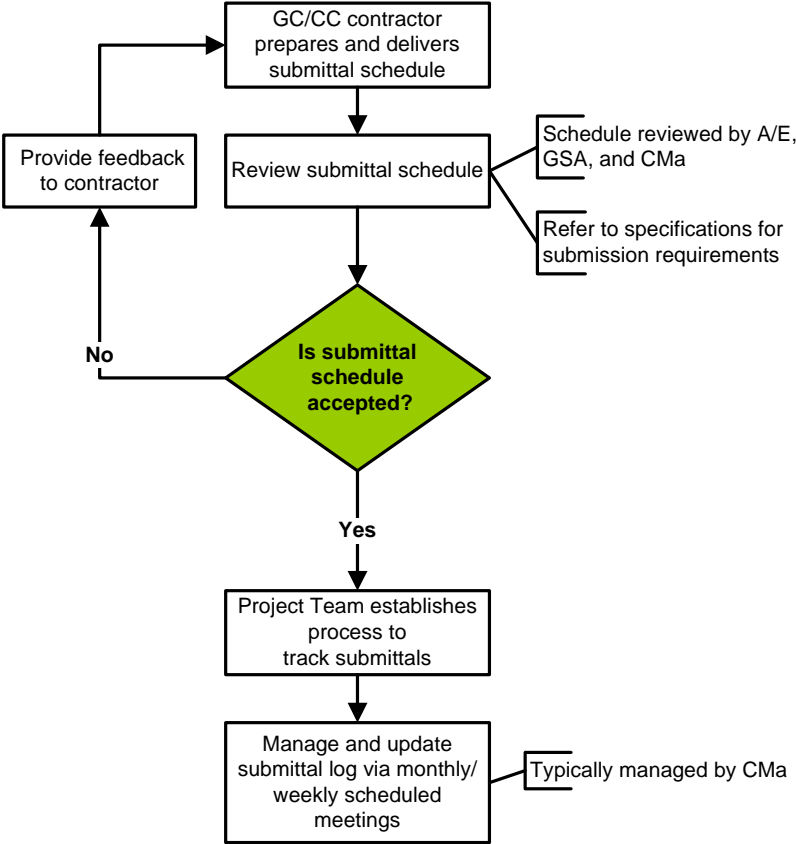 GC/CC contractor
prepares and delivers
submittal schedule
Provide feedback
to contractor
Review submittal schedule
Schedule reviewed by A/E,
GSA, and CMa
Refer to specifications for
submission requirements
Is submittal
schedule
accepted?
No
Yes
Project Team establishes
process to
track submittals
Manage and update
submittal log via monthly/
weekly scheduled
meetings
Typically managed by CMa